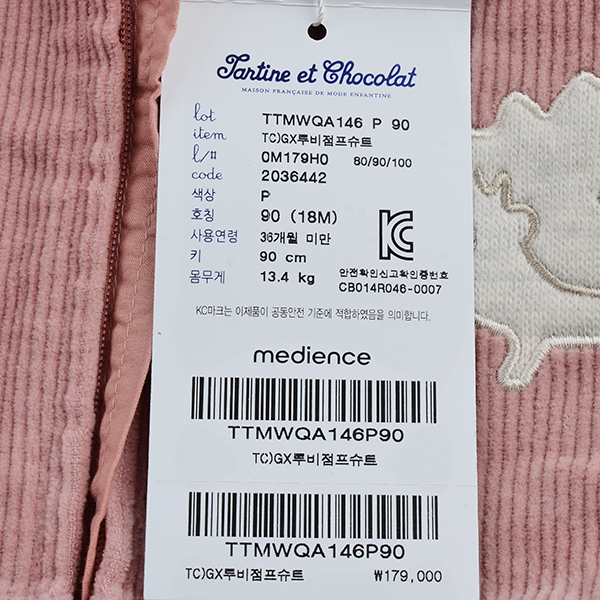 Tartine et Chocolat
MAISON FRANÇAISE DE MODE ENFANTINE
lot TTMWQA146 P 90
item TC)GX루비점프슈트
l/# 0M179H0 80/90/100
code 2036442
색상 P
호칭 90 (18M)
사용연령 36개월 미만
키 90 cm
몸무게 13.4 kg
안전확인신고확인증번호
CB014R046-0007
KC마크는 이제품이 공동안전 기준에 적합하였음을 의미합니다.
medience
TTMWQA146P90
TC)GX루비점프슈트
TTMWQA146P90
TC)GX루비점프슈트 ₩179,000